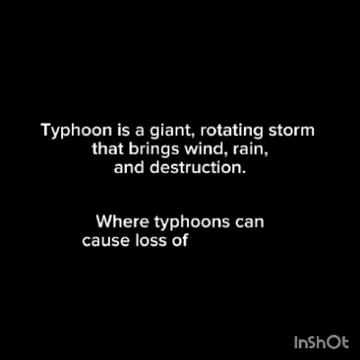 Typhoon is a giant, rotating storm
that brings wind, rain,
and destruction.
Where typhoons can
cause loss of
InShOt